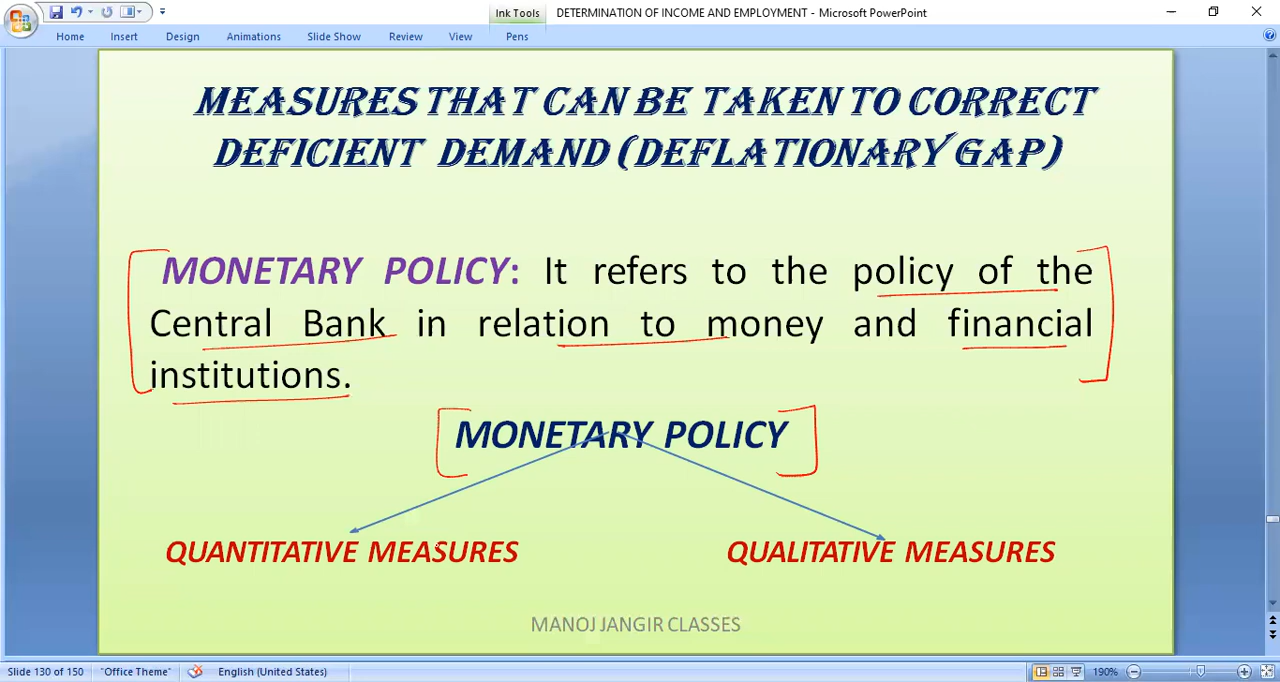 Ink Tools
DETERMINATION OF INCOME AND EMPLOYMENT - Microsoft PowerPoint
Home Insert Design Animations Slide Show Review View Pens
MEASURES THAT CAN BE TAKEN TO CORRECT
DEFICIENT DEMAND (DEFLATIONARY GAP)
MONETARY POLICY: It refers to the policy of the
Central Bank in relation to money and financial
institutions.
MONETARY POLICY
QUANTITATIVE MEASURES QUALITATIVE MEASURES
MANOJ JANGIR CLASSES
Slide 130 of 150 "Office Theme" English (United States) 190%